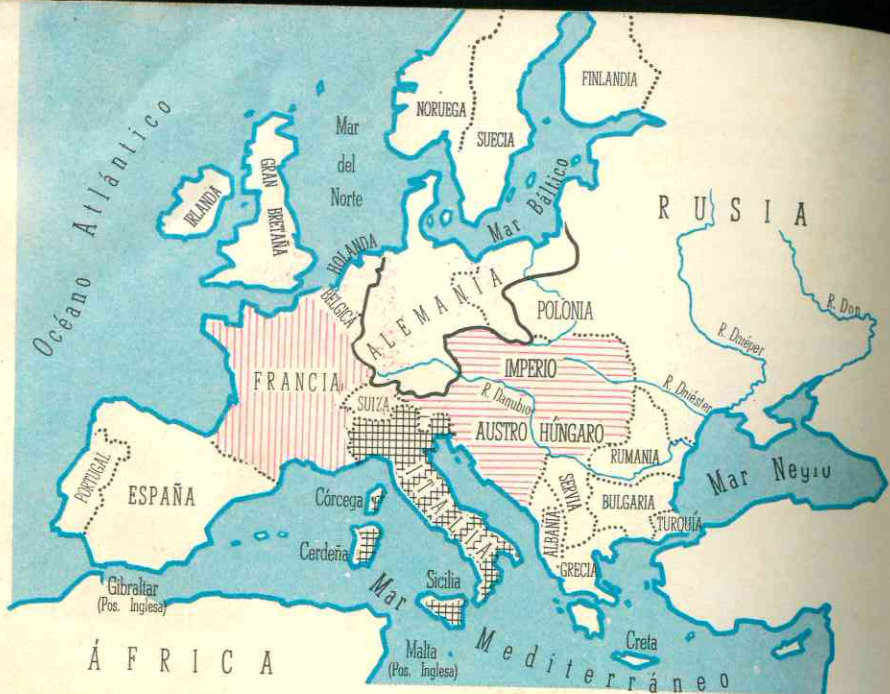 Océano Atlántico
Mar
del
Norte
NORUEGA
SUECIA
FINLANDIA
Mar Báltico
RUSIA
IRLANDA
GRAN BRETAÑA
HOLANDA
BELGICA
ALEMANIA
POLONIA
R. Don
R. Dniéper
R. Dniéster
FRANCIA
SUIZA
IMPERIO
AUSTRO HÚNGARO
R. Danubio
RUMANIA
SERVIA
BULGARIA
Mar Negro
TURQUÍA
ALBANIA
GRECIA
PORTUGAL
ESPAÑA
Córcega
Cerdeña
ITALIA
Sicilia
Gibraltar
(Pos. Inglesa)
Mar Mediterráneo
Malta
(Pos. Inglesa)
Creta
ÁFRICA